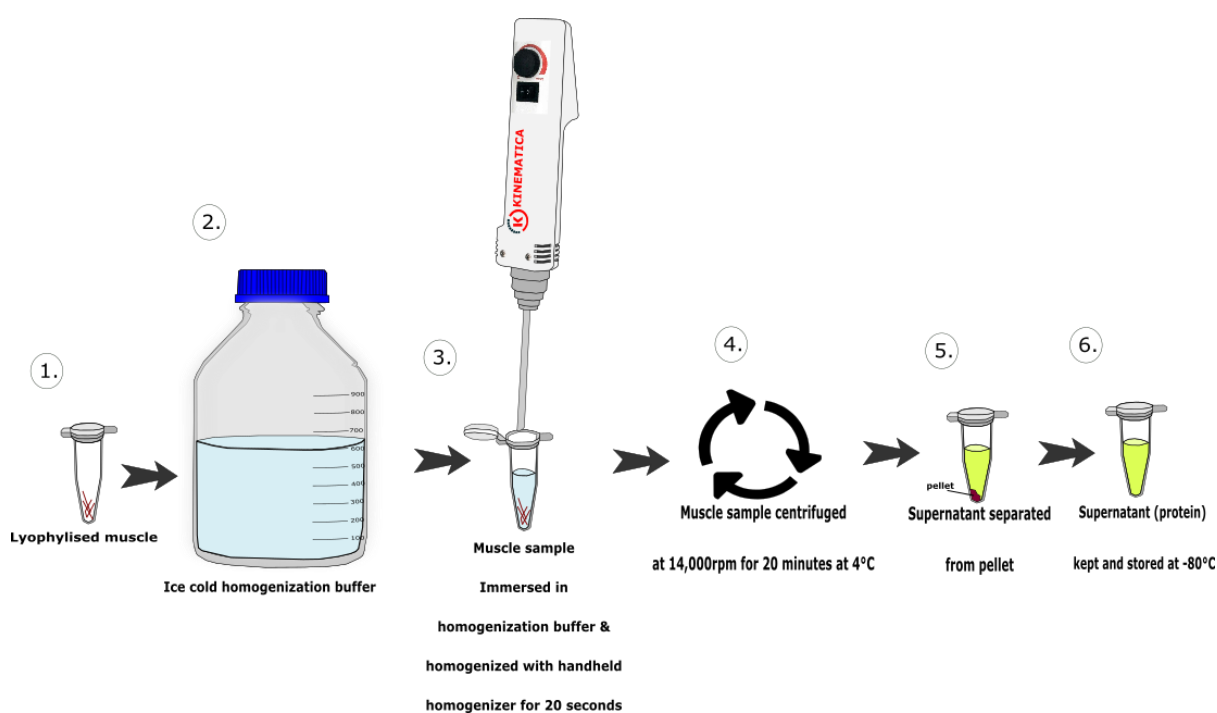 1.
Lyophylised muscle
2.
900
800
700
600
500
400
300
200
100
Ice cold homogenization buffer
KINEMATICA
K
3.
Muscle sample
Immersed in
homogenization buffer &
homogenized with handheld
homogenizer for 20 seconds
4.
Muscle sample centrifuged
at 14,000rpm for 20 minutes at 4°C
5.
pellet
Supernatant separated
from pellet
6.
Supernatant (protein)
kept and stored at -80°C